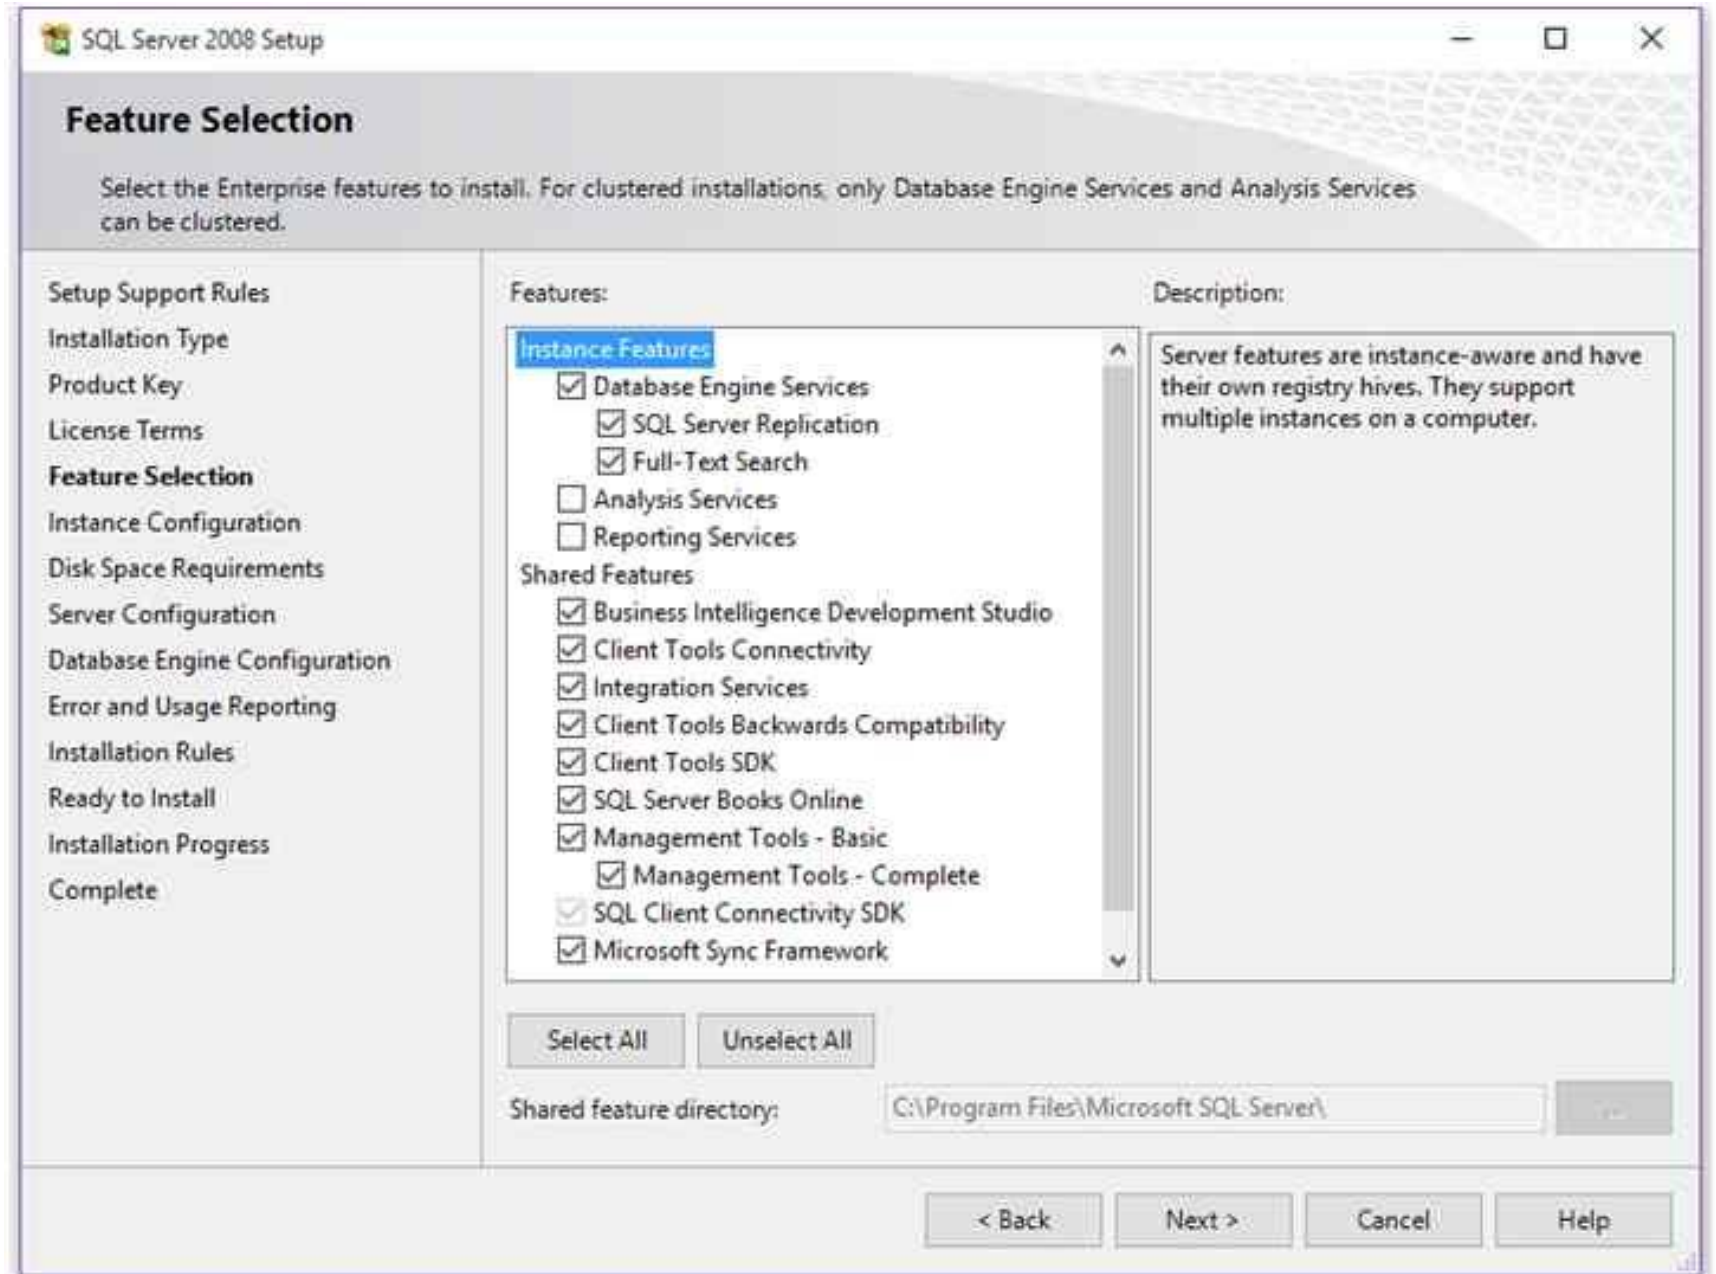 SQL Server 2008 Setup
Feature Selection
Select the Enterprise features to install. For clustered installations, only Database Engine Services and Analysis Services
can be clustered.
Setup Support Rules
Installation Type
Product Key
License Terms
Feature Selection
Instance Configuration
Disk Space Requirements
Server Configuration
Database Engine Configuration
Error and Usage Reporting
Installation Rules
Ready to Install
Installation Progress
Complete
Features:
Instance Features
Database Engine Services
SQL Server Replication
Full-Text Search
Analysis Services
Reporting Services
Shared Features
Business Intelligence Development Studio
Client Tools Connectivity
Integration Services
Client Tools Backwards Compatibility
Client Tools SDK
SQL Server Books Online
Management Tools - Basic
Management Tools - Complete
SQL Client Connectivity SDK
Microsoft Sync Framework
Description:
Server features are instance-aware and have
their own registry hives. They support
multiple instances on a computer.
Select All
Unselect All
Shared feature directory:
C:\Program Files\Microsoft SQL Server\
...
< Back
Next >
Cancel
Help